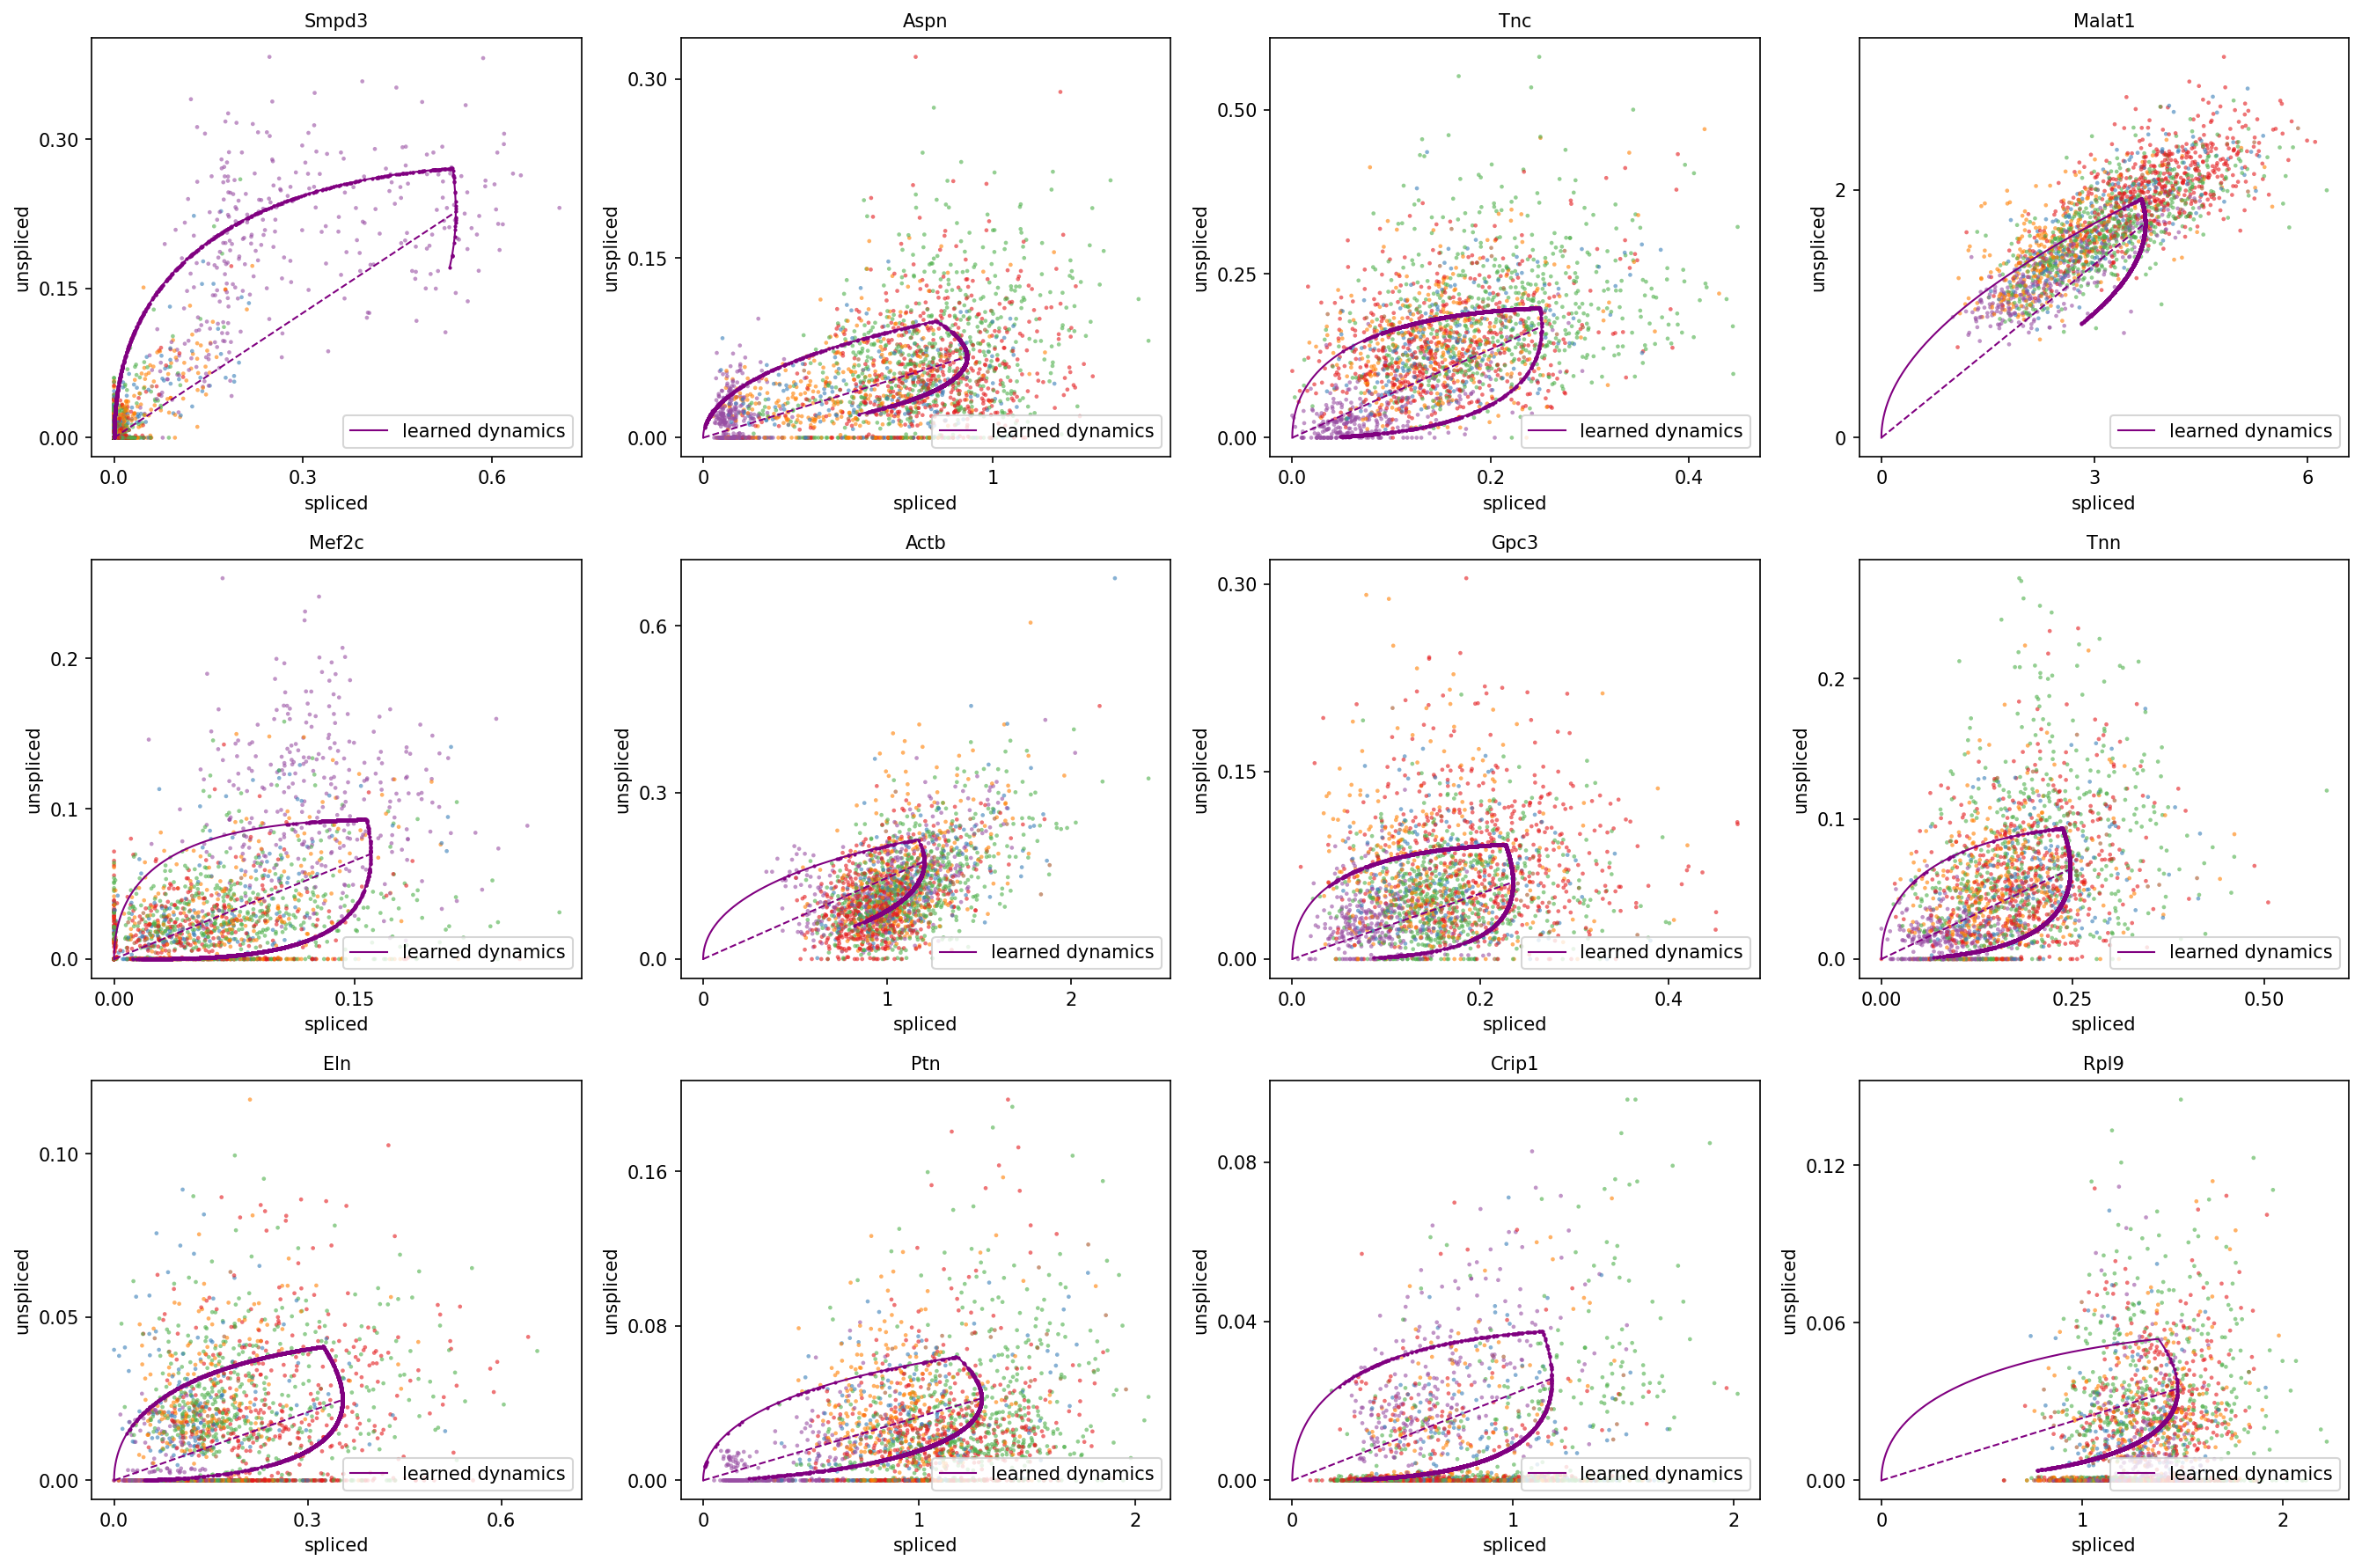 Smpd3
0.30
0.15
0.00
unspliced
0.0
0.3
0.6
spliced
learned dynamics
Aspn
0.30
0.15
0.00
unspliced
0
1
spliced
learned dynamics
Tnc
0.50
0.25
0.00
unspliced
0.0
0.2
0.4
spliced
learned dynamics
Malat1
2
0
unspliced
0
3
6
spliced
learned dynamics
Mef2c
0.2
0.1
0.0
unspliced
0.00
0.15
spliced
learned dynamics
Actb
0.6
0.3
0.0
unspliced
0
1
2
spliced
learned dynamics
Gpc3
0.30
0.15
0.00
unspliced
0.0
0.2
0.4
spliced
learned dynamics
Tnn
0.2
0.1
0.0
unspliced
0.00
0.25
0.50
spliced
learned dynamics
Eln
0.10
0.05
0.00
unspliced
0.0
0.3
0.6
spliced
learned dynamics
Ptn
0.16
0.08
0.00
unspliced
0
1
2
spliced
learned dynamics
Crip1
0.08
0.04
0.00
unspliced
0
1
2
spliced
learned dynamics
Rpl9
0.12
0.06
0.00
unspliced
0
1
2
spliced
learned dynamics